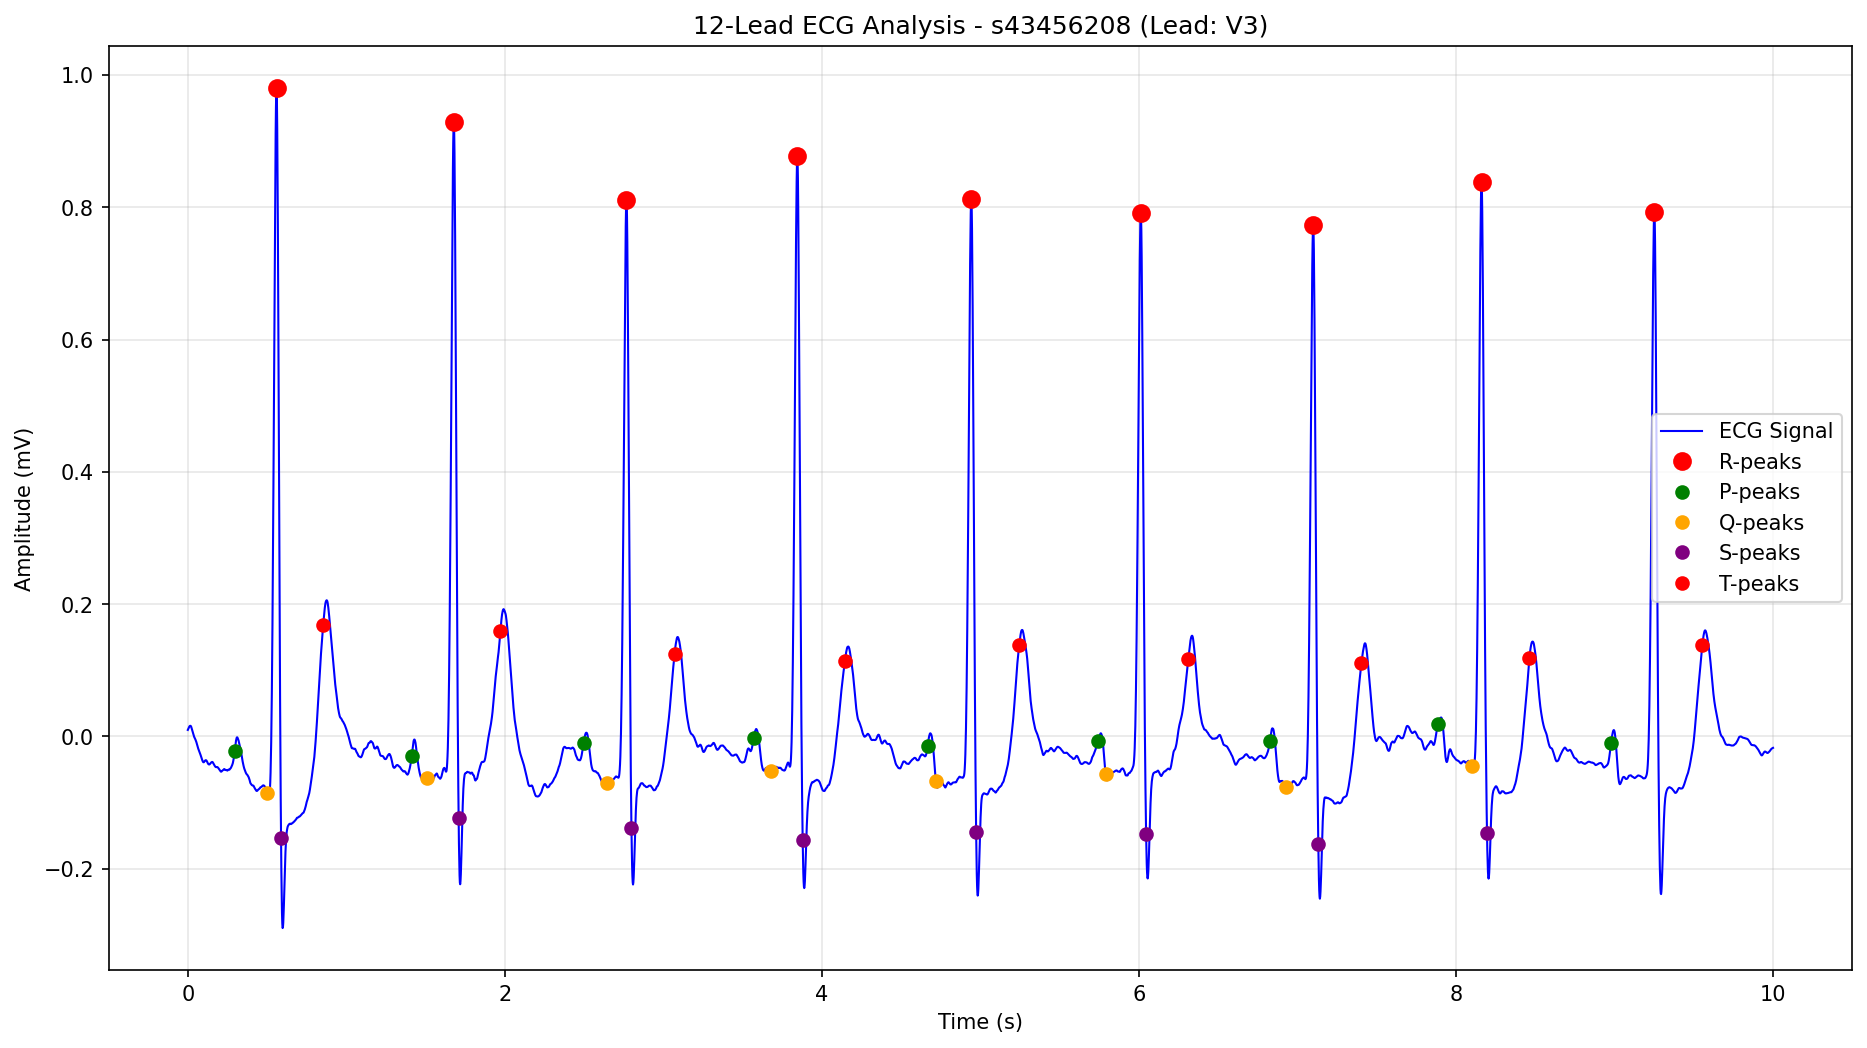 12-Lead ECG Analysis - s43456208 (Lead: V3)
Amplitude (mV)
1.0
0.8
0.6
0.4
0.2
0.0
−0.2
ECG Signal
R-peaks
P-peaks
Q-peaks
S-peaks
T-peaks
0 2 4 6 8 10
Time (s)